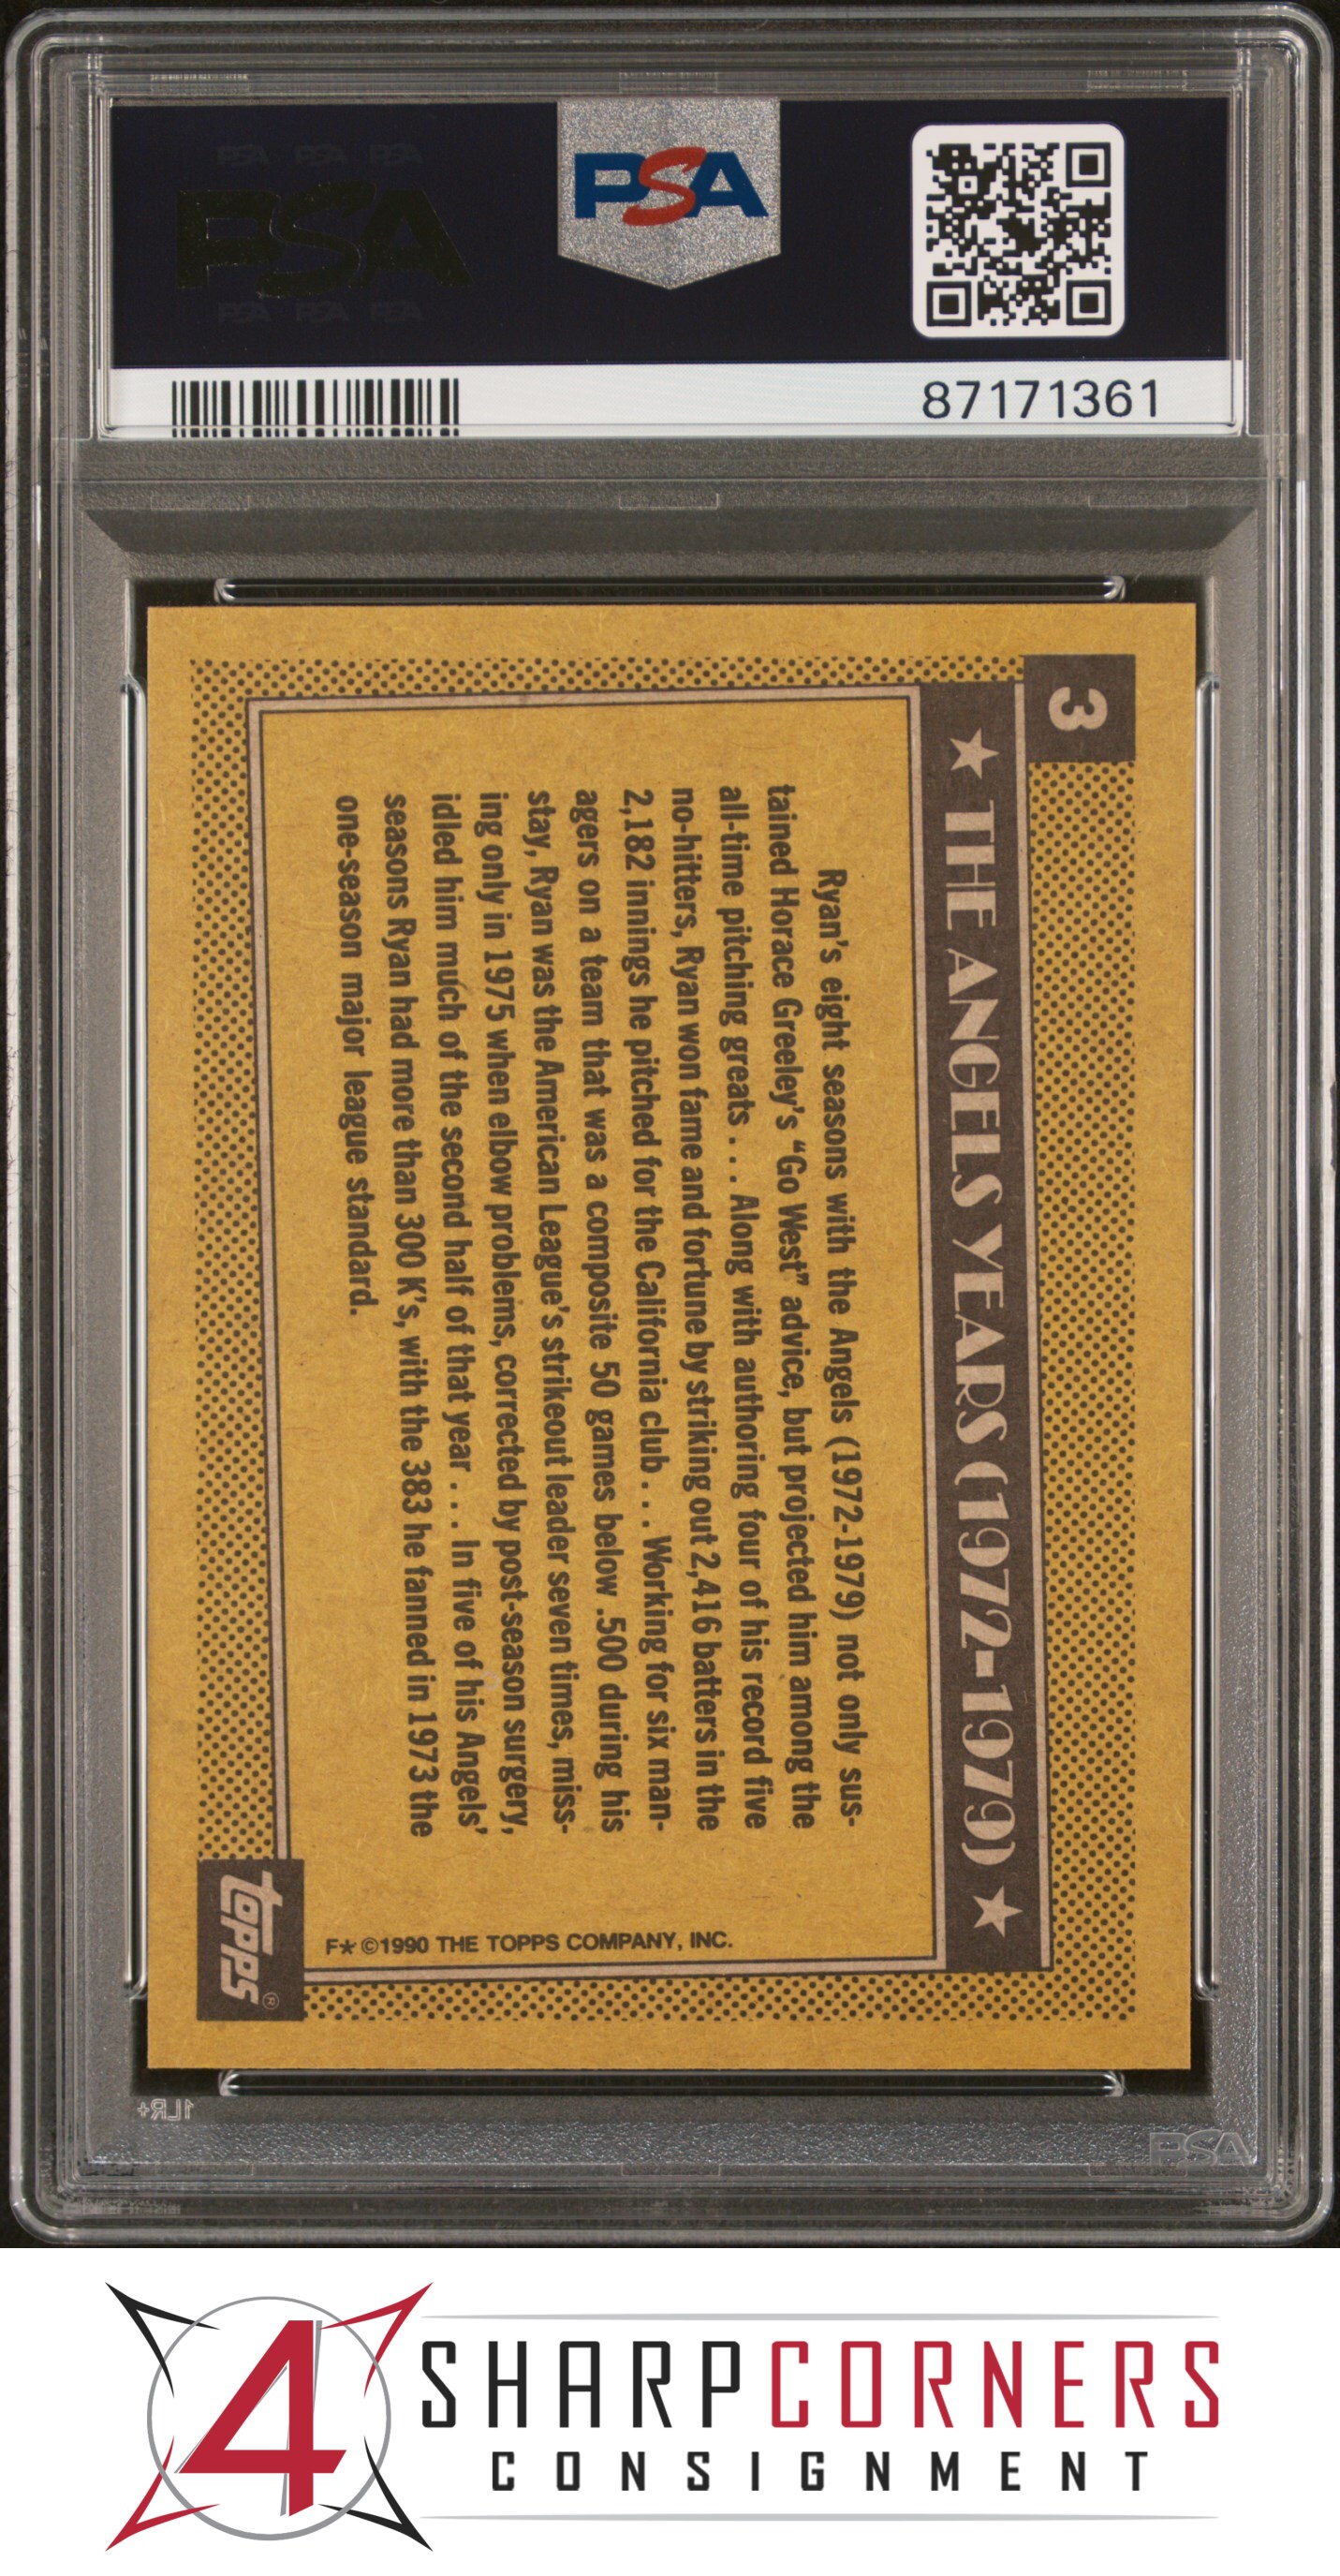 PSA PSA PSA
PSA
PSA PSA PSA
PSA
87171361
3
★ THE ANGELS YEARS (1972-1979) ★
Ryan's eight seasons with the Angels (1972-1979) not only sus-
tained Horace Greeley's "Go West" advice, but projected him among the
all-time pitching greats . . . Along with authoring four of his record five
no-hitters, Ryan won fame and fortune by striking out 2,416 batters in the
2,182 innings he pitched for the California club . . . Working for six man-
agers on a team that was a composite 50 games below .500 during his
stay, Ryan was the American League's strikeout leader seven times, miss-
ing only in 1975 when elbow problems, corrected by post-season surgery,
idled him much of the second half of that year . . . In five of his Angels'
seasons Ryan had more than 300 K's, with the 383 he fanned in 1973 the
one-season major league standard.
F★ ©1990 THE TOPPS COMPANY, INC.
topps®
1LR+
PSA
4
SHARPCORNERS
CONSIGNMENT